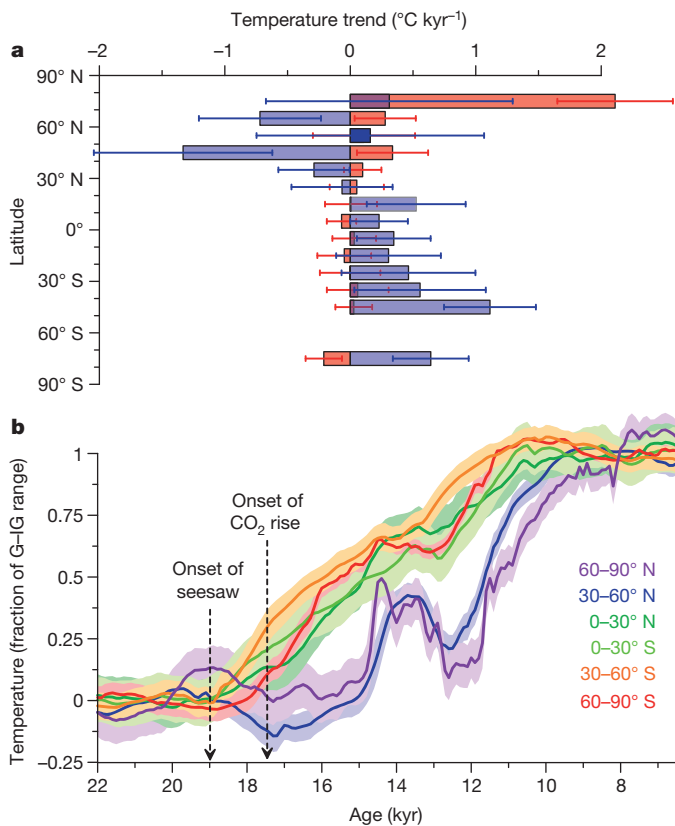 Temperature trend (°C kyr⁻¹)
−2 −1 0 1 2
a
90° N
60° N
30° N
0°
30° S
60° S
90° S
Latitude
b
1
0.75
0.5
0.25
0
−0.25
Temperature (fraction of G–IG range)
Onset of
CO₂ rise
Onset of
seesaw
60–90° N
30–60° N
0–30° N
0–30° S
30–60° S
60–90° S
22 20 18 16 14 12 10 8
Age (kyr)